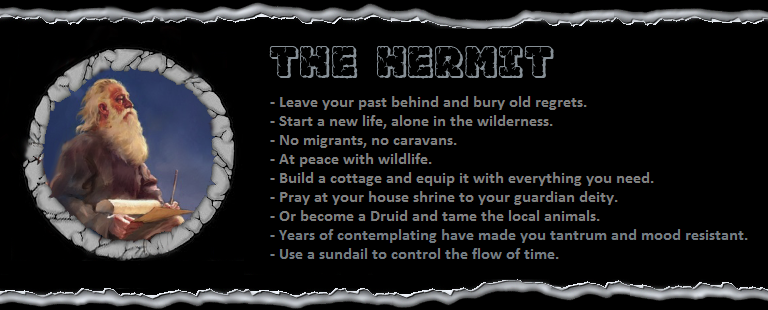 THE HERMIT
- Leave your past behind and bury old regrets.
- Start a new life, alone in the wilderness.
- No migrants, no caravans.
- At peace with wildlife.
- Build a cottage and equip it with everything you need.
- Pray at your house shrine to your guardian deity.
- Or become a Druid and tame the local animals.
- Years of contemplating have made you tantrum and mood resistant.
- Use a sundail to control the flow of time.